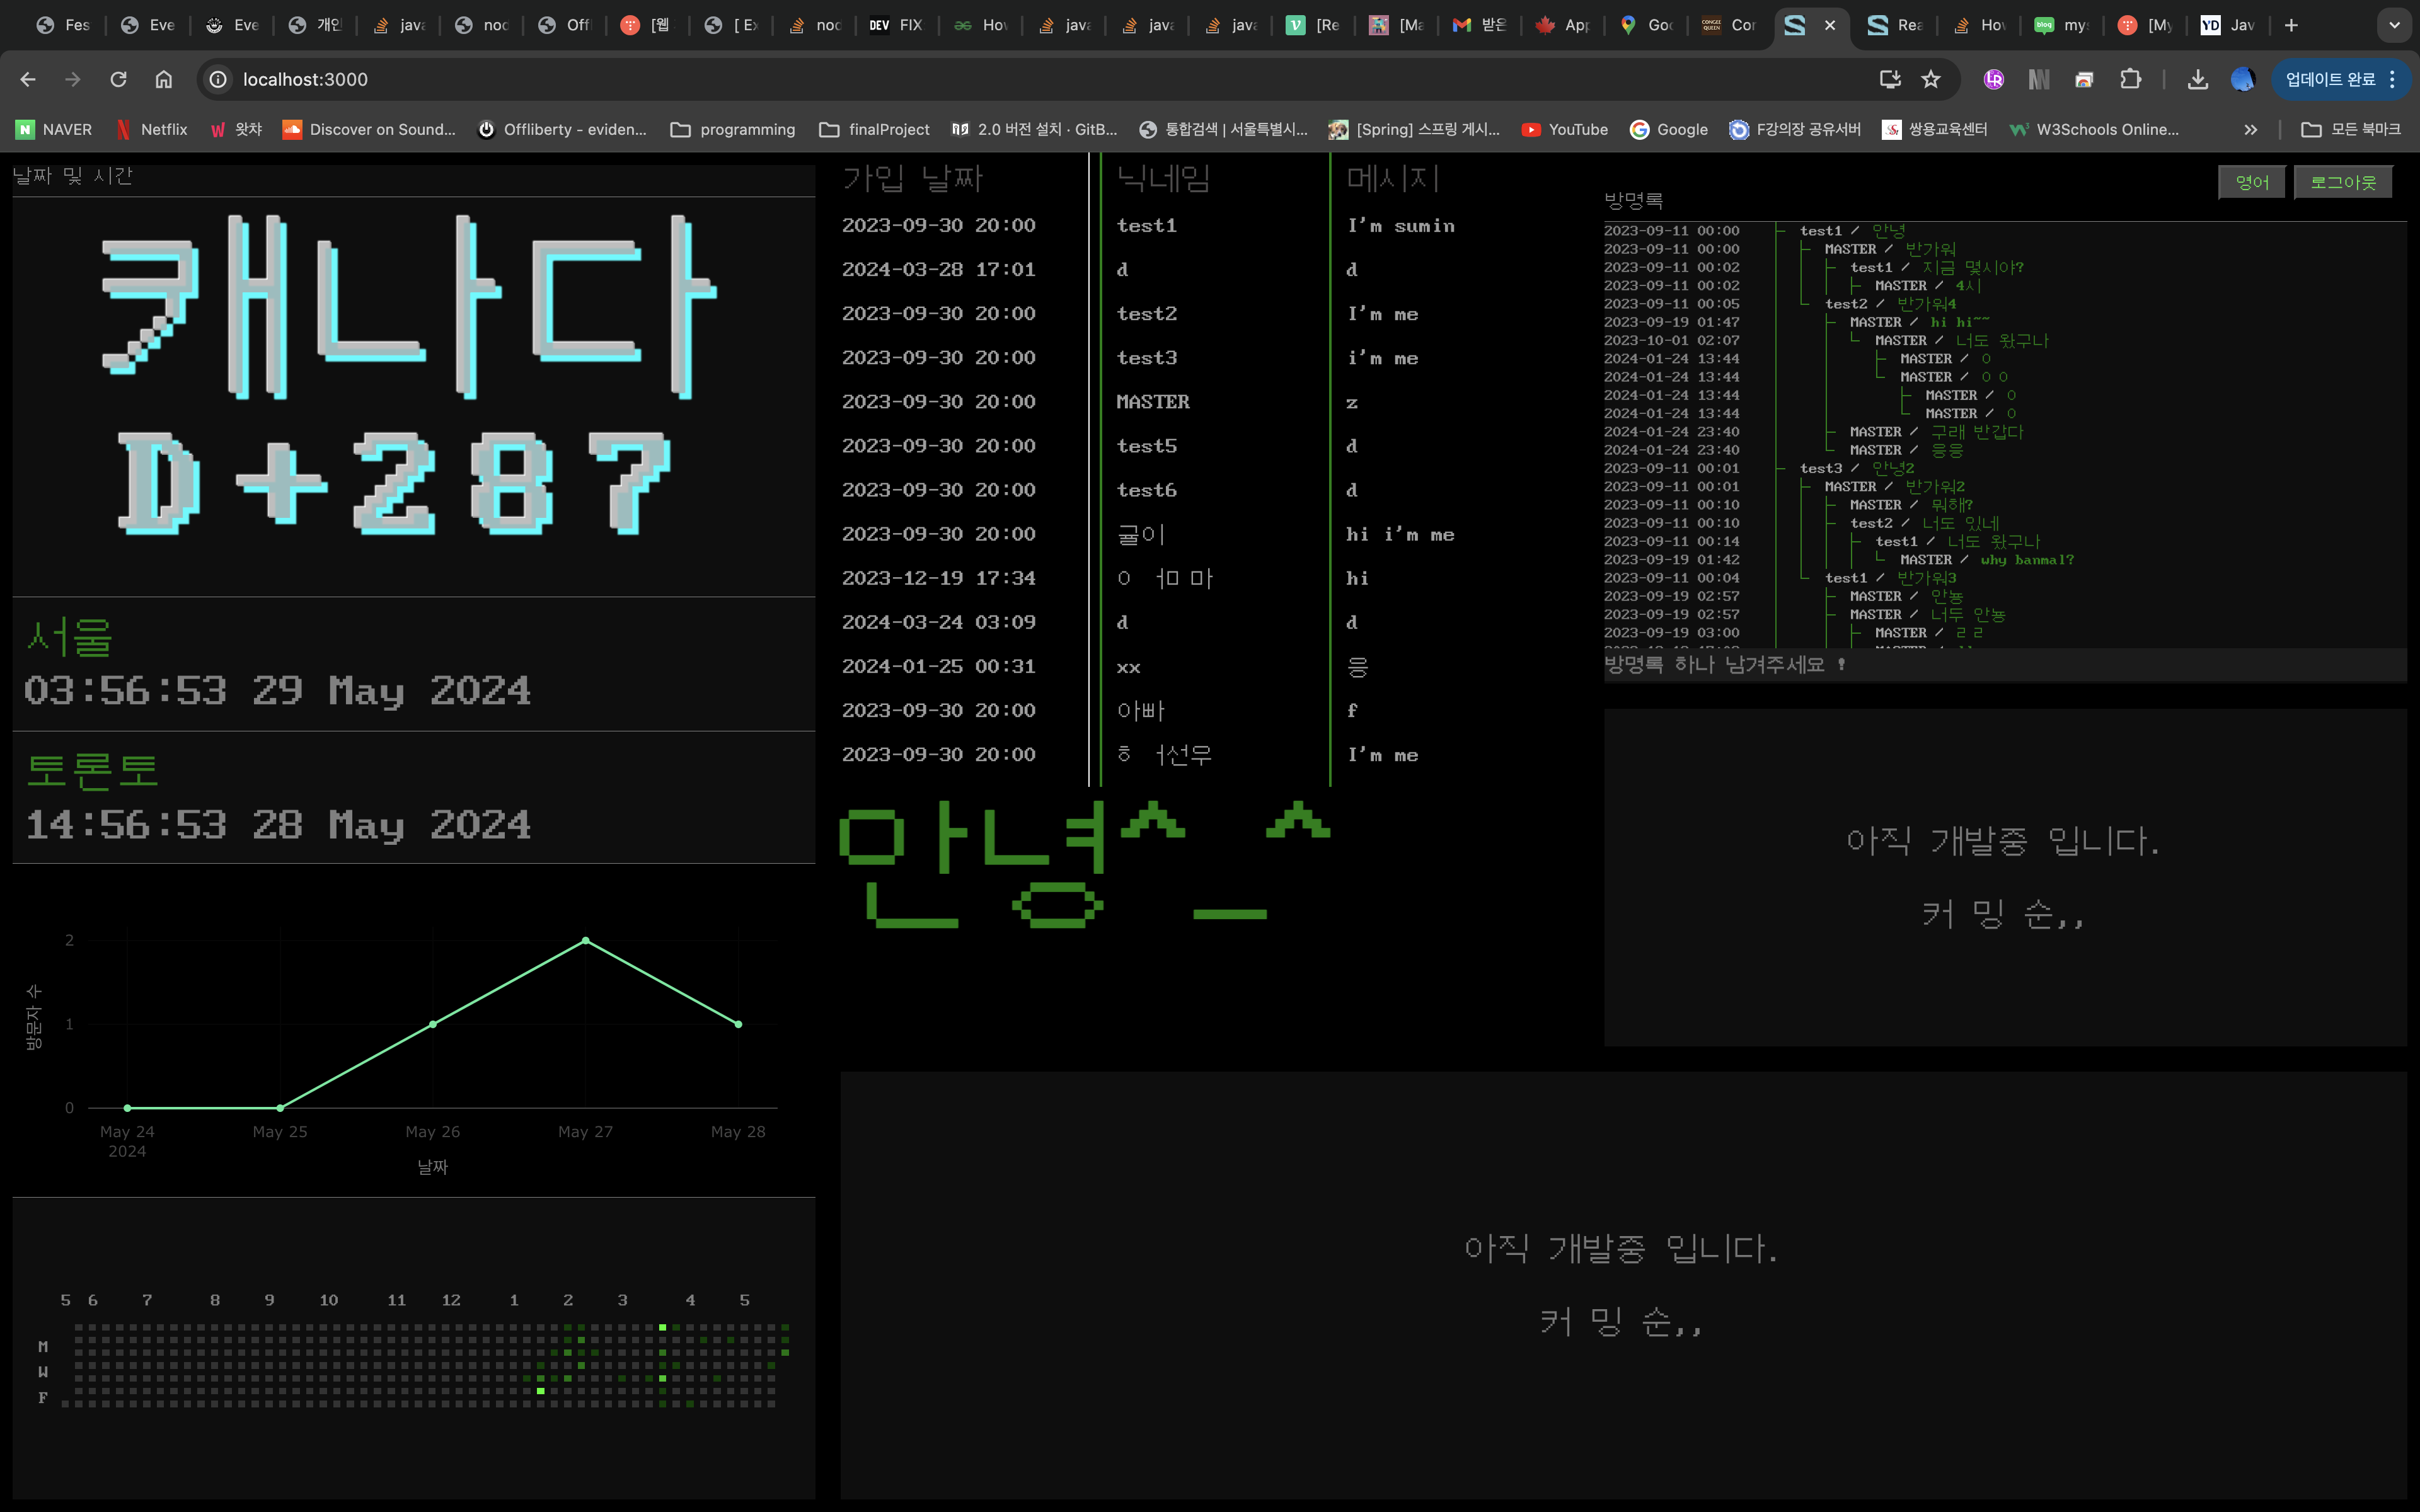 Fes
Eve
Eve
개인
java
nod
Offl
[웹
[ Ex
nod
DEV FIX
Hov
java
java
java
[Re
[Ma
받은
App
Goo
Cor
Rea
Hov
mys
[My
YD Jav
localhost:3000
업데이트 완료
NAVER
Netflix
왓챠
Discover on Sound...
Offliberty - eviden...
programming
finalProject
2.0 버전 설치 · GitB...
통합검색 | 서울특별시...
[Spring] 스프링 게시...
YouTube
Google
F강의장 공유서버
쌍용교육센터
W3Schools Online...
모든 북마크
날짜 및 시간
캐나다
D+287
서울
03:56:53 29 May 2024
토론토
14:56:53 28 May 2024
방문자 수
2
1
0
May 24
2024
May 25
May 26
May 27
May 28
날짜
5 6 7 8 9 10 11 12 1 2 3 4 5
M
W
F
가입 날짜 닉네임 메시지
2023-09-30 20:00 test1 I'm sumin
2024-03-28 17:01 d d
2023-09-30 20:00 test2 I'm me
2023-09-30 20:00 test3 i'm me
2023-09-30 20:00 MASTER z
2023-09-30 20:00 test5 d
2023-09-30 20:00 test6 d
2023-09-30 20:00 귤이 hi i'm me
2023-12-19 17:34 ㅇㅓㅁ마 hi
2024-03-24 03:09 d d
2024-01-25 00:31 xx 응
2023-09-30 20:00 아빠 f
2023-09-30 20:00 ㅎㅓ선우 I'm me
안녕^_^
영어
로그아웃
방명록
2023-09-11 00:00 test1 / 안녕
2023-09-11 00:00 MASTER / 반가워
2023-09-11 00:02 test1 / 지금 몇시야?
2023-09-11 00:02 MASTER / 4시
2023-09-11 00:05 test2 / 반가워4
2023-09-19 01:47 MASTER / hi hi~~
2023-10-01 02:07 MASTER / 너도 왔구나
2024-01-24 13:44 MASTER / ㅇ
2024-01-24 13:44 MASTER / ㅇㅇ
2024-01-24 13:44 MASTER / ㅇ
2024-01-24 13:44 MASTER / ㅇ
2024-01-24 23:40 MASTER / 구래 반갑다
2024-01-24 23:40 MASTER / 응응
2023-09-11 00:01 test3 / 안녕2
2023-09-11 00:01 MASTER / 반가워2
2023-09-11 00:10 MASTER / 뭐해?
2023-09-11 00:10 test2 / 너도 있네
2023-09-11 00:14 test1 / 너도 왔구나
2023-09-19 01:42 MASTER / why banmal?
2023-09-11 00:04 test1 / 반가워3
2023-09-19 02:57 MASTER / 안뇽
2023-09-19 02:57 MASTER / 너두 안뇽
2023-09-19 03:00 MASTER / ㄹㄹ
방명록 하나 남겨주세요 !
아직 개발중 입니다.
커 밍 순,,
아직 개발중 입니다.
커 밍 순,,